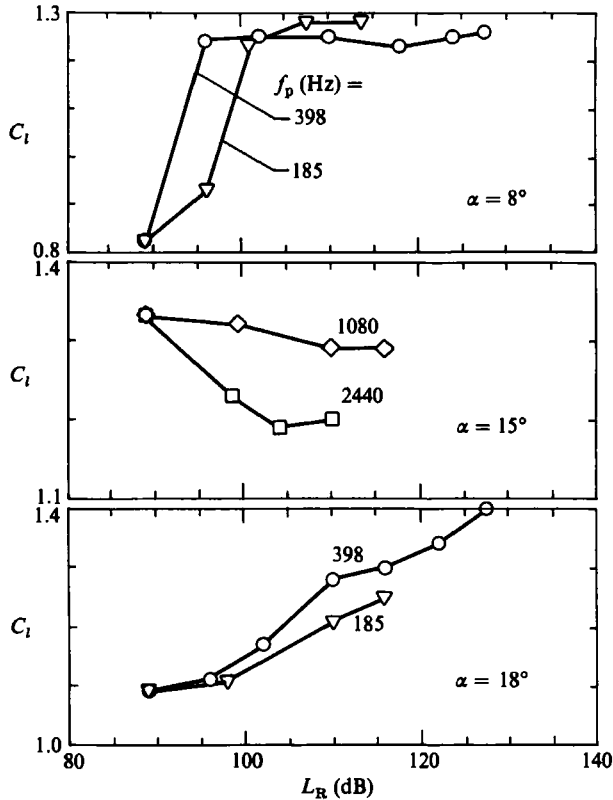 1.3
f_p (Hz) =
398
C_l
185
α = 8°
0.8
1.4
1080
C_l
2440
α = 15°
1.1
1.4
398
C_l
185
α = 18°
1.0
80
100
120
140
L_R (dB)